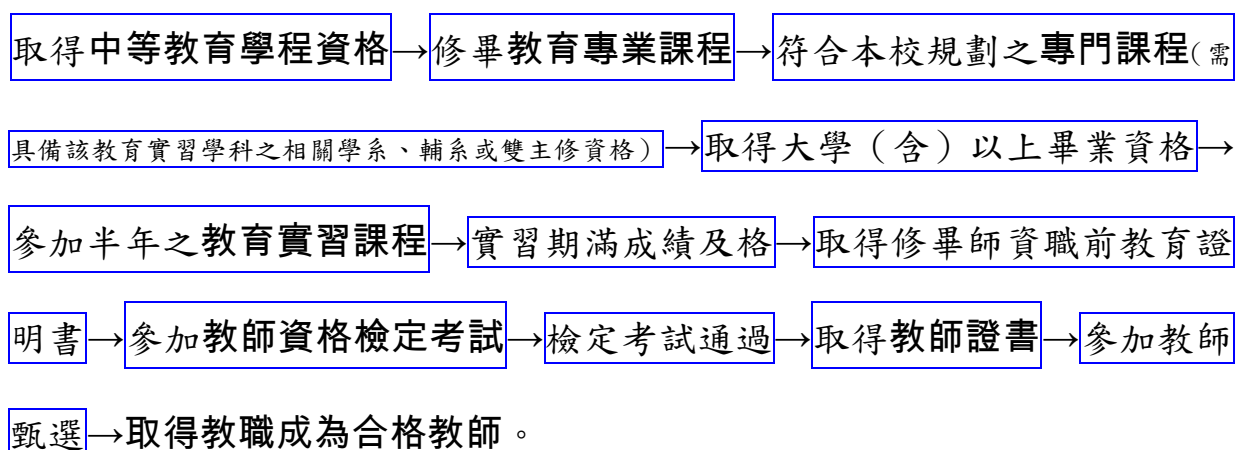 取得中等教育學程資格→修畢教育專業課程→符合本校規劃之專門課程(需
具備該教育實習學科之相關學系、輔系或雙主修資格)→取得大學(含)以上畢業資格→
參加半年之教育實習課程→實習期滿成績及格→取得修畢師資職前教育證
明書→參加教師資格檢定考試→檢定考試通過→取得教師證書→參加教師
甄選→取得教職成為合格教師。